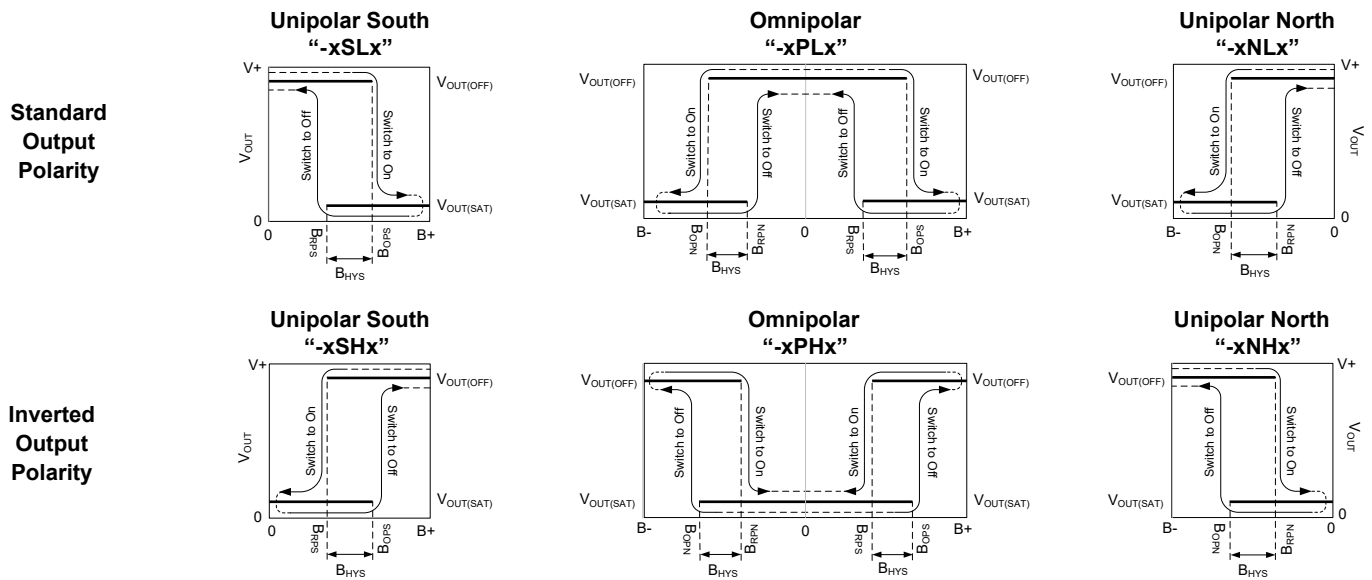 Unipolar South
“-xSLx”
Omnipolar
“-xPLx”
Unipolar North
“-xNLx”
Standard
Output
Polarity
V+
VOUT
0
Switch to Off
Switch to On
VOUT(OFF)
VOUT(SAT)
0
BRPS
BOPS
B+
BHYS
VOUT(OFF)
VOUT(SAT)
Switch to On
Switch to Off
Switch to Off
Switch to On
VOUT(OFF)
VOUT(SAT)
B-
BOPN
BRPN
0
BRPS
BOPS
B+
BHYS
BHYS
VOUT(OFF)
VOUT(SAT)
Switch to On
Switch to Off
V+
VOUT
0
B-
BOPN
BRPN
0
BHYS
Unipolar South
“-xSHx”
Omnipolar
“-xPHx”
Unipolar North
“-xNHx”
Inverted
Output
Polarity
V+
VOUT
0
Switch to On
Switch to Off
VOUT(OFF)
VOUT(SAT)
0
BRPS
BOPS
B+
BHYS
VOUT(OFF)
VOUT(SAT)
Switch to Off
Switch to On
Switch to On
Switch to Off
VOUT(OFF)
VOUT(SAT)
B-
BOPN
BRPN
0
BRPS
BOPS
B+
BHYS
BHYS
VOUT(OFF)
VOUT(SAT)
Switch to Off
Switch to On
V+
VOUT
0
B-
BOPN
BRPN
0
BHYS